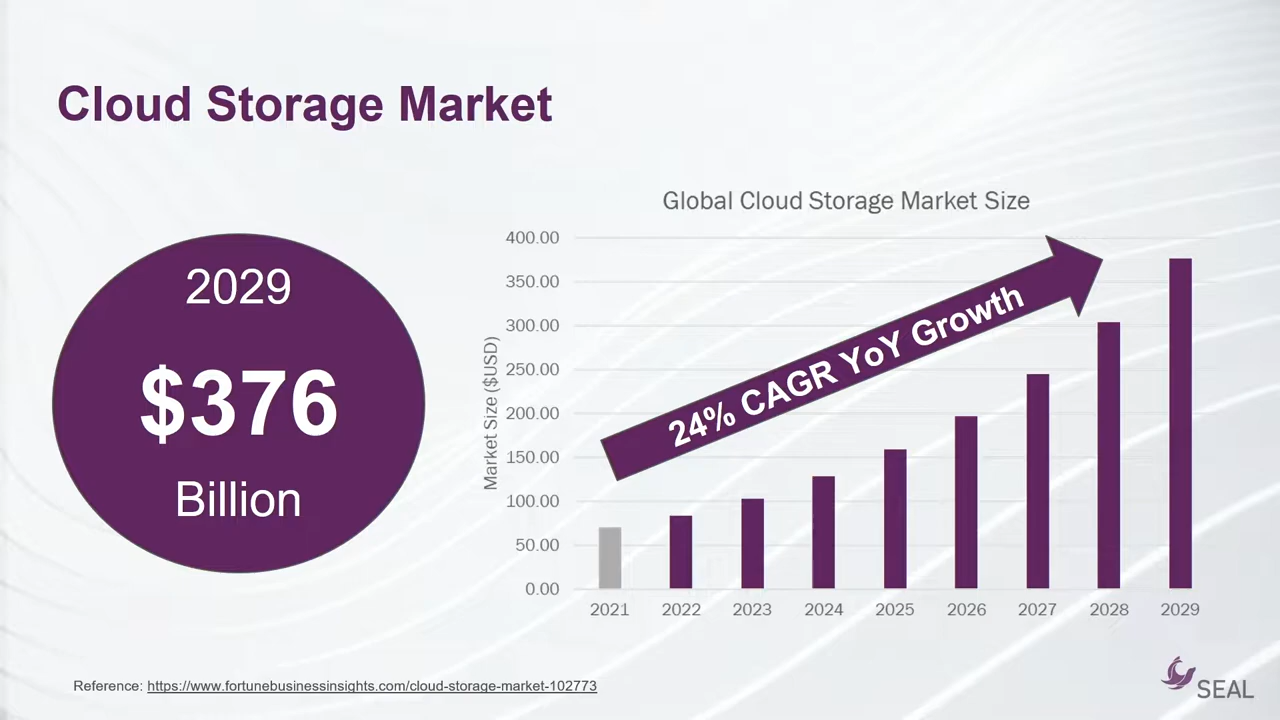 Cloud Storage Market
2029
$376
Billion
Global Cloud Storage Market Size
Market Size ($USD)
400.00
350.00
300.00
250.00
200.00
150.00
100.00
50.00
0.00
24% CAGR YoY Growth
2021 2022 2023 2024 2025 2026 2027 2028 2029
Reference: https://www.fortunebusinessinsights.com/cloud-storage-market-102773
SEAL